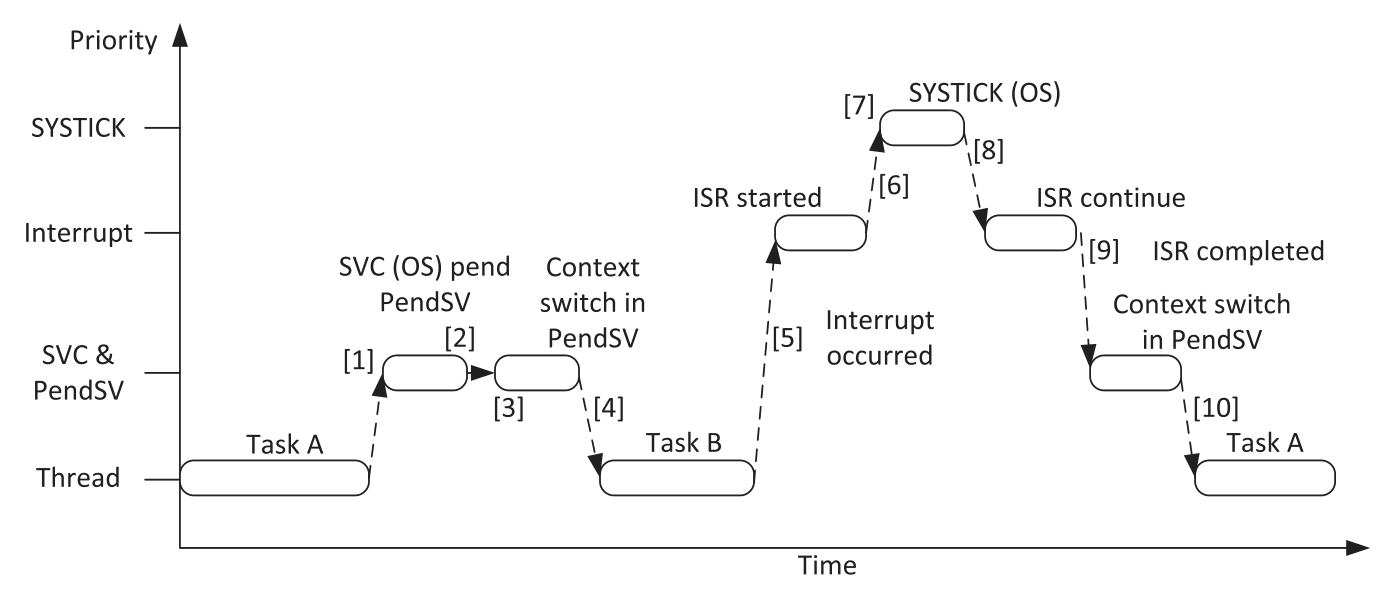 Priority
SYSTICK (OS)
[7]
SYSTICK
[8]
[6]
ISR started
ISR continue
Interrupt
[9]
ISR completed
SVC (OS) pend
PendSV
Context
switch in
PendSV
Interrupt
occurred
Context switch
in PendSV
[1]
[2]
[5]
SVC &
PendSV
[3]
[4]
[10]
Task A
Task B
Task A
Thread
Time